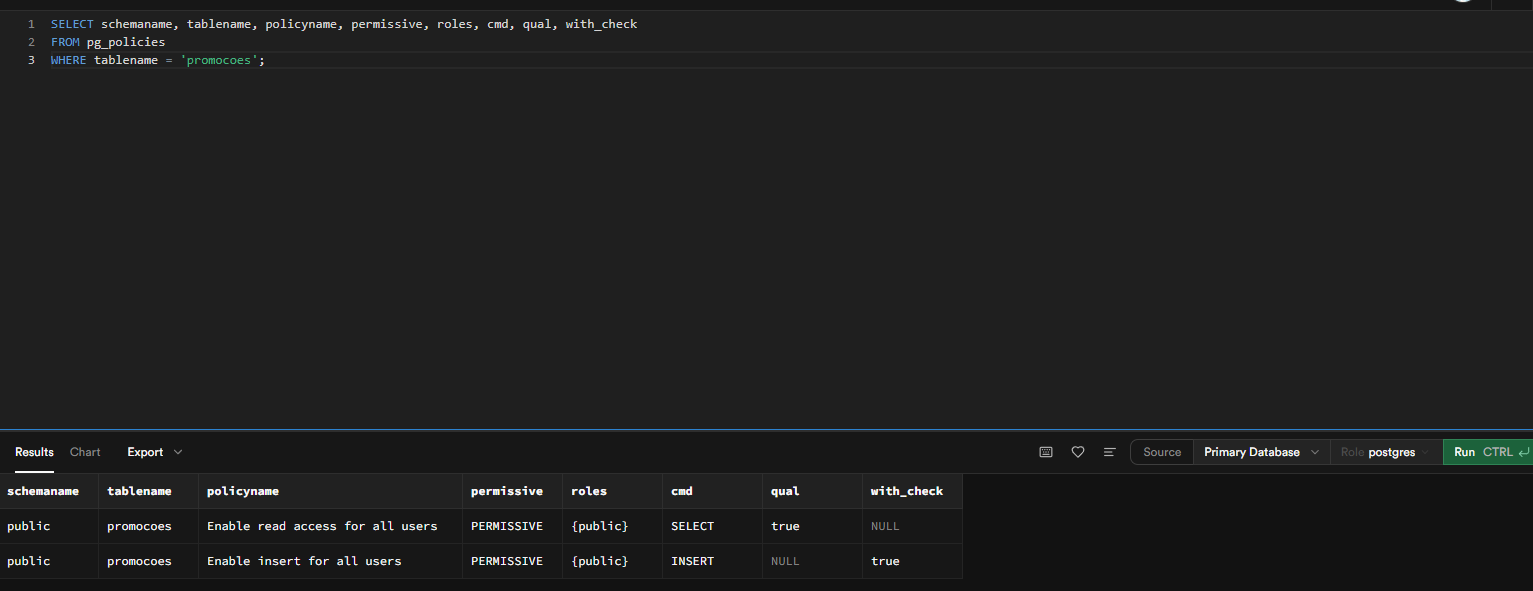 1 SELECT schemaname, tablename, policyname, permissive, roles, cmd, qual, with_check
2 FROM pg_policies
3 WHERE tablename = 'promocoes';
Results Chart Export Source Primary Database Role postgres Run CTRL ↵
schemaname tablename policyname permissive roles cmd qual with_check
public promocoes Enable read access for all users PERMISSIVE {public} SELECT true NULL
public promocoes Enable insert for all users PERMISSIVE {public} INSERT NULL true